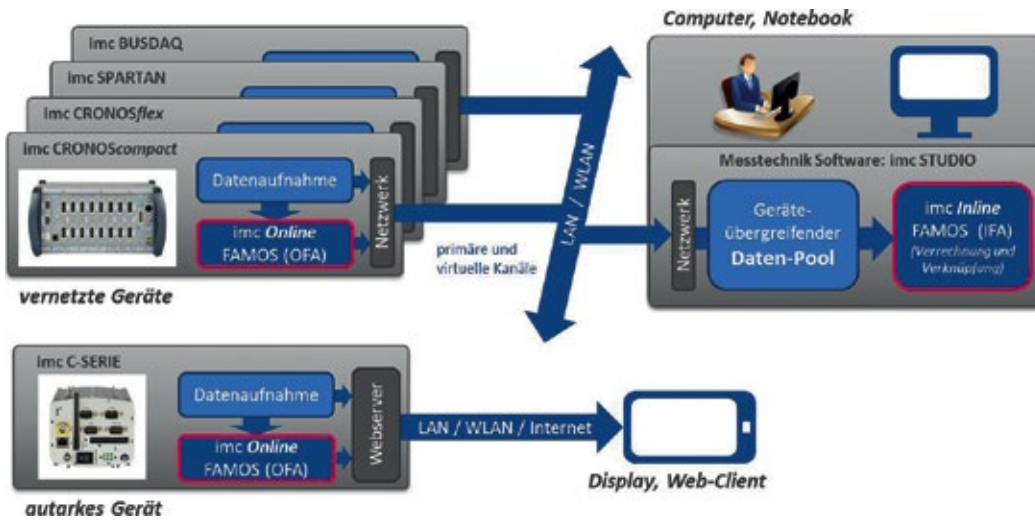 imc BUSDAQ
imc SPARTAN
imc CRONOSflex
imc CRONOScompact
Datenaufnahme
imc Online
FAMOS (OFA)
Netzwerk
vernetzte Geräte
primäre und
virtuelle Kanäle
LAN / WLAN
Computer, Notebook
Messtechnik Software: imc STUDIO
Netzwerk
Geräte-
übergreifender
Daten-Pool
imc Inline
FAMOS (IFA)
(Verrechnung und
Verknüpfung)
imc C-SERIE
Datenaufnahme
imc Online
FAMOS (OFA)
Webserver
autarkes Gerät
LAN / WLAN / Internet
Display, Web-Client